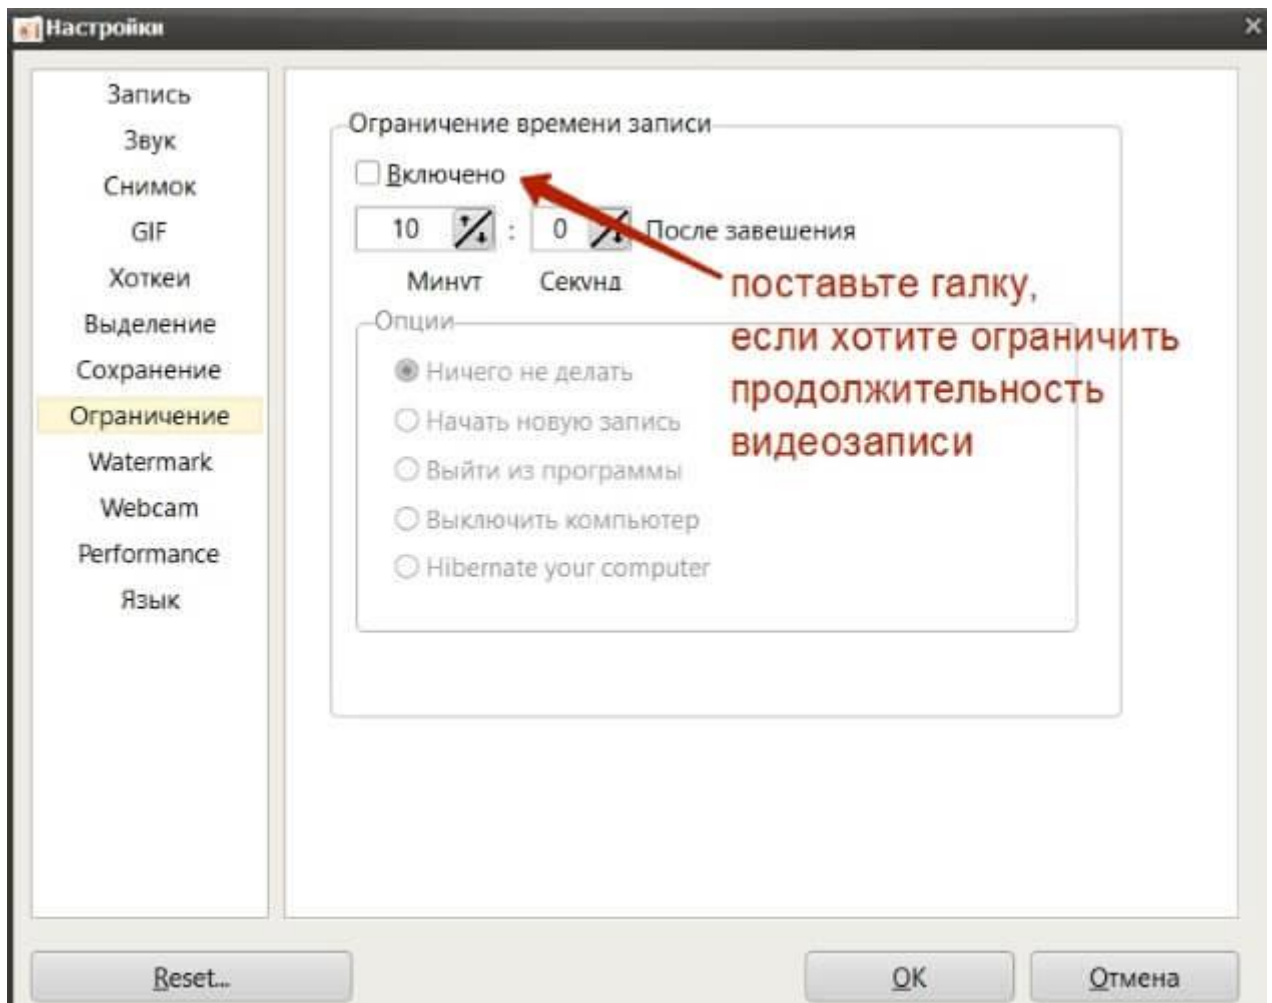 Настройки
Запись
Звук
Снимок
GIF
Хоткеи
Выделение
Сохранение
Ограничение
Watermark
Webcam
Performance
Язык
Ограничение времени записи
Включено
10 : 0 После завешения
Минут Секунд
Опции
Ничего не делать
Начать новую запись
Выйти из программы
Выключить компьютер
Hibernate your computer
поставьте галку,
если хотите ограничить
продолжительность
видеозаписи
Reset...
OK
Отмена